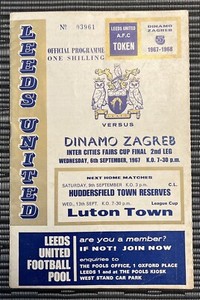 Nº 03961
OFFICIAL PROGRAMME
ONE SHILLING
LEEDS UNITED
A.F.C
TOKEN
DINAMO
ZAGREB
1967-1968
LEEDS UNITED
VERSUS
DINAMO ZAGREB
INTER CITIES FAIRS CUP FINAL 2nd LEG
WEDNESDAY, 6th SEPTEMBER, 1967 K.O. 7-30 p.m.
NEXT HOME MATCHES
SATURDAY, 9th SEPTEMBER K.O. 3 p.m. C.L.
HUDDERSFIELD TOWN RESERVES
WED, 13th SEPT. K.O. 7-30 p.m. League Cup
Luton Town
LEEDS
UNITED
FOOTBALL
POOL
are you a member?
IF NOT! JOIN NOW
enquiries to
THE POOLS OFFICE, 1 OXFORD PLACE
LEEDS 1 and at THE POOLS KIOSK
WEST STAND CAR PARK